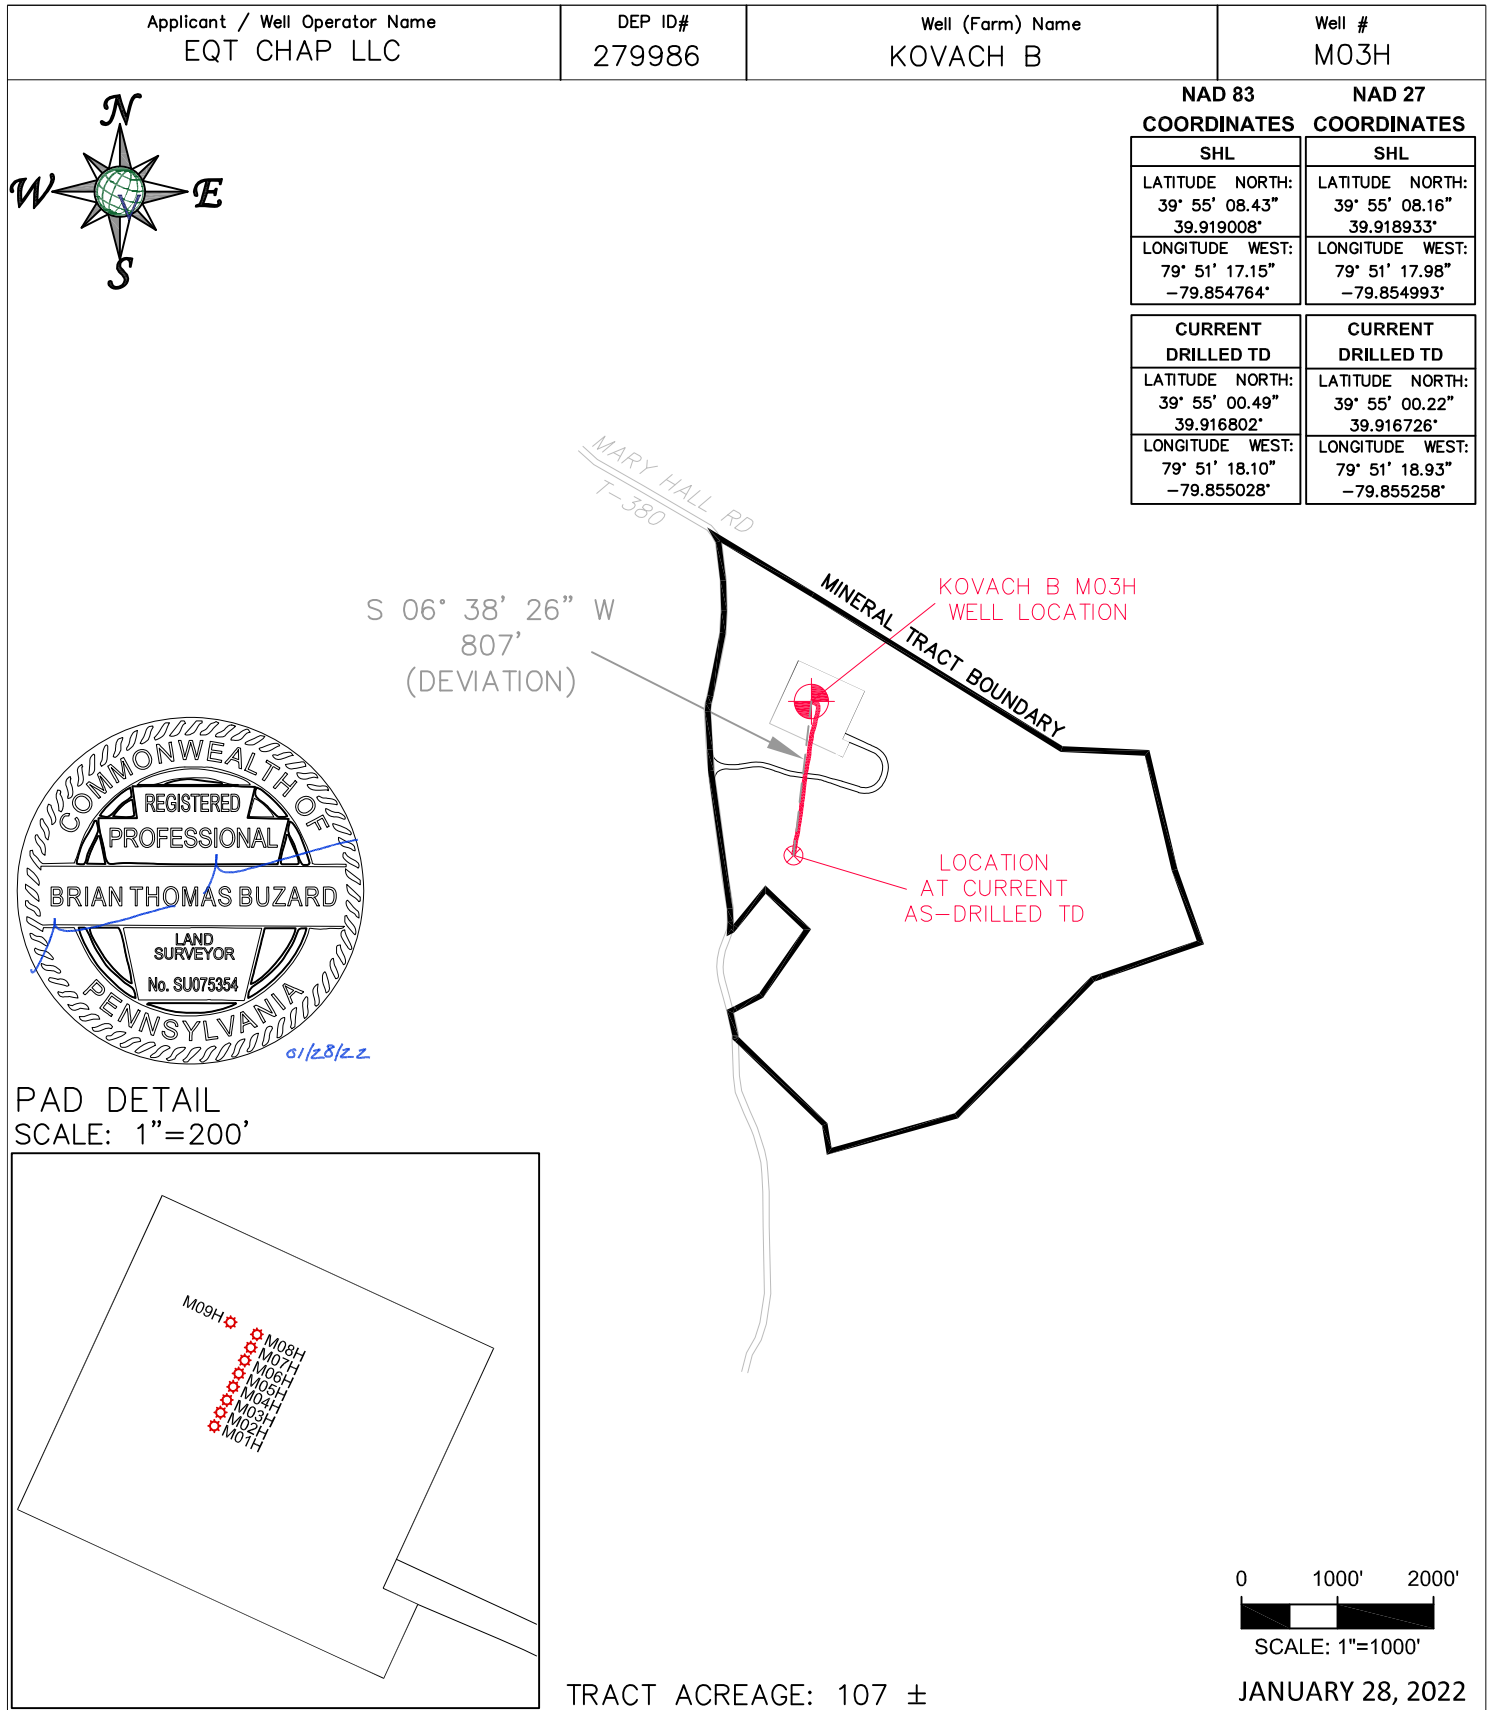 Applicant / Well Operator Name
EQT CHAP LLC
DEP ID#
279986
Well (Farm) Name
KOVACH B
Well #
M03H
N
W
E
S
NAD 83
COORDINATES
SHL
LATITUDE NORTH:
39° 55' 08.43"
39.919008°
LONGITUDE WEST:
79° 51' 17.15"
-79.854764°
CURRENT
DRILLED TD
LATITUDE NORTH:
39° 55' 00.49"
39.916802°
LONGITUDE WEST:
79° 51' 18.10"
-79.855028°
NAD 27
COORDINATES
SHL
LATITUDE NORTH:
39° 55' 08.16"
39.918933°
LONGITUDE WEST:
79° 51' 17.98"
-79.854993°
CURRENT
DRILLED TD
LATITUDE NORTH:
39° 55' 00.22"
39.916726°
LONGITUDE WEST:
79° 51' 18.93"
-79.855258°
MARY HALL RD
T-380
S 06° 38' 26" W
807'
(DEVIATION)
MINERAL TRACT BOUNDARY
KOVACH B M03H
WELL LOCATION
LOCATION
AT CURRENT
AS-DRILLED TD
COMMONWEALTH OF
REGISTERED
PROFESSIONAL
BRIAN THOMAS BUZARD
LAND
SURVEYOR
No. SU075354
PENNSYLVANIA
01/28/22
PAD DETAIL
SCALE: 1"=200'
M09H
M08H
M07H
M06H
M05H
M04H
M03H
M02H
M01H
0 1000' 2000'
SCALE: 1"=1000'
TRACT ACREAGE: 107 ±
JANUARY 28, 2022